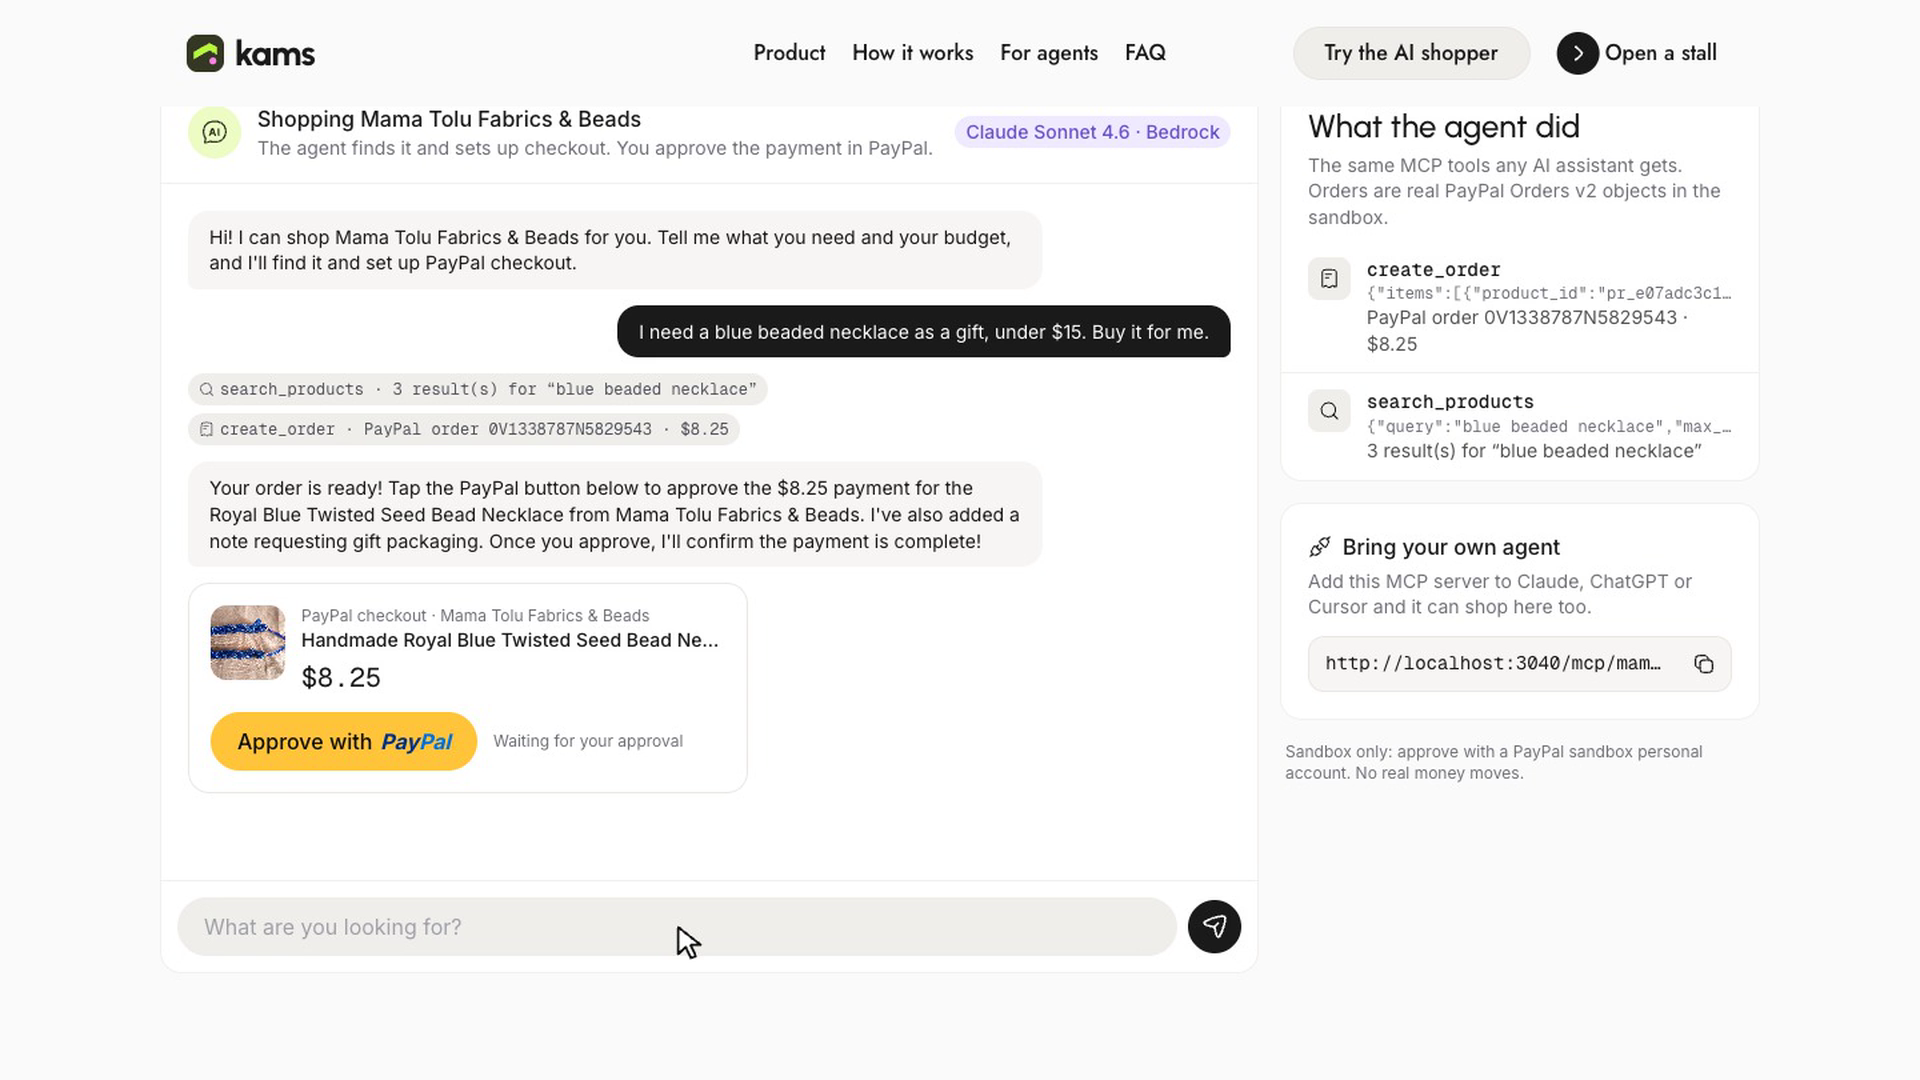 kams
Product
How it works
For agents
FAQ
Try the AI shopper
Open a stall
AI
Shopping Mama Tolu Fabrics & Beads
The agent finds it and sets up checkout. You approve the payment in PayPal.
Claude Sonnet 4.6 · Bedrock
Hi! I can shop Mama Tolu Fabrics & Beads for you. Tell me what you need and your budget,
and I'll find it and set up PayPal checkout.
I need a blue beaded necklace as a gift, under $15. Buy it for me.
search_products · 3 result(s) for “blue beaded necklace”
create_order · PayPal order 0V1338787N5829543 · $8.25
Your order is ready! Tap the PayPal button below to approve the $8.25 payment for the
Royal Blue Twisted Seed Bead Necklace from Mama Tolu Fabrics & Beads. I've also added a
note requesting gift packaging. Once you approve, I'll confirm the payment is complete!
PayPal checkout · Mama Tolu Fabrics & Beads
Handmade Royal Blue Twisted Seed Bead Ne...
$8.25
Approve with PayPal
Waiting for your approval
What are you looking for?
What the agent did
The same MCP tools any AI assistant gets.
Orders are real PayPal Orders v2 objects in the
sandbox.
create_order
{"items":[{"product_id":"pr_e07adc3c1…
PayPal order 0V1338787N5829543 ·
$8.25
search_products
{"query":"blue beaded necklace","max_…
3 result(s) for “blue beaded necklace”
Bring your own agent
Add this MCP server to Claude, ChatGPT or
Cursor and it can shop here too.
http://localhost:3040/mcp/mam…
Sandbox only: approve with a PayPal sandbox personal
account. No real money moves.